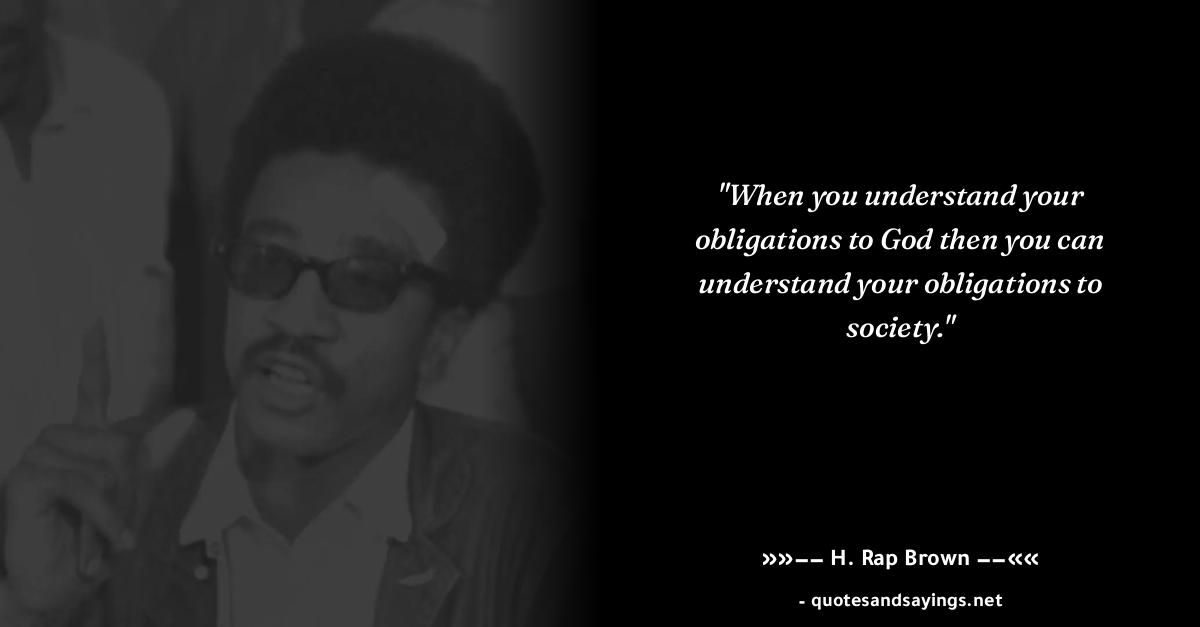 "When you understand your
obligations to God then you can
understand your obligations to
society."
»»−− H. Rap Brown −−««
- quotesandsayings.net